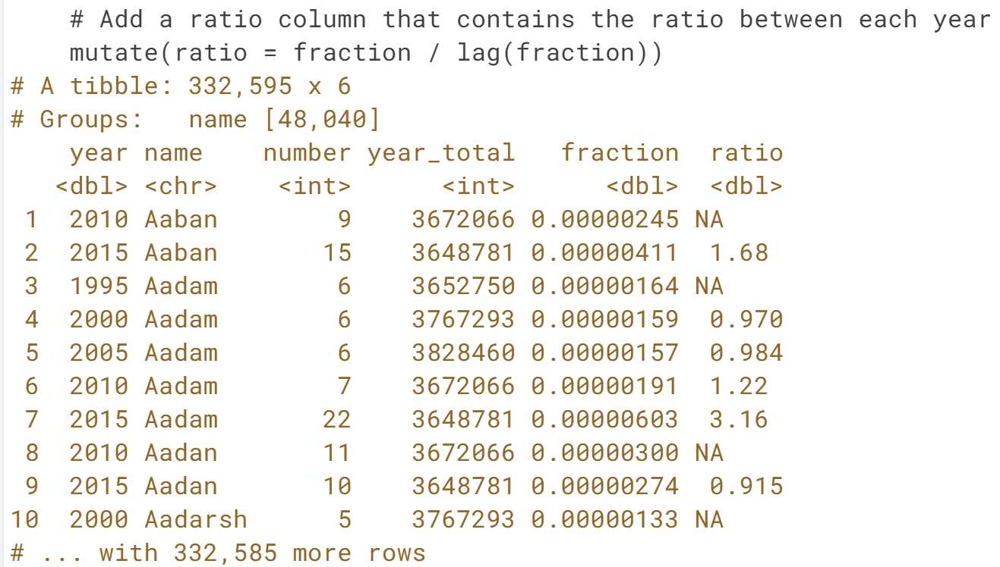 # Add a ratio column that contains the ratio between each year
mutate(ratio = fraction / lag(fraction))
# A tibble: 332,595 x 6
# Groups:   name [48,040]
    year name    number year_total   fraction  ratio
   <dbl> <chr>    <int>      <int>      <dbl>  <dbl>
 1  2010 Aaban        9    3672066 0.00000245 NA
 2  2015 Aaban       15    3648781 0.00000411  1.68
 3  1995 Aadam        6    3652750 0.00000164 NA
 4  2000 Aadam        6    3767293 0.00000159  0.970
 5  2005 Aadam        6    3828460 0.00000157  0.984
 6  2010 Aadam        7    3672066 0.00000191  1.22
 7  2015 Aadam       22    3648781 0.00000603  3.16
 8  2010 Aadan       11    3672066 0.00000300 NA
 9  2015 Aadan       10    3648781 0.00000274  0.915
10  2000 Aadarsh      5    3767293 0.00000133 NA
# ... with 332,585 more rows